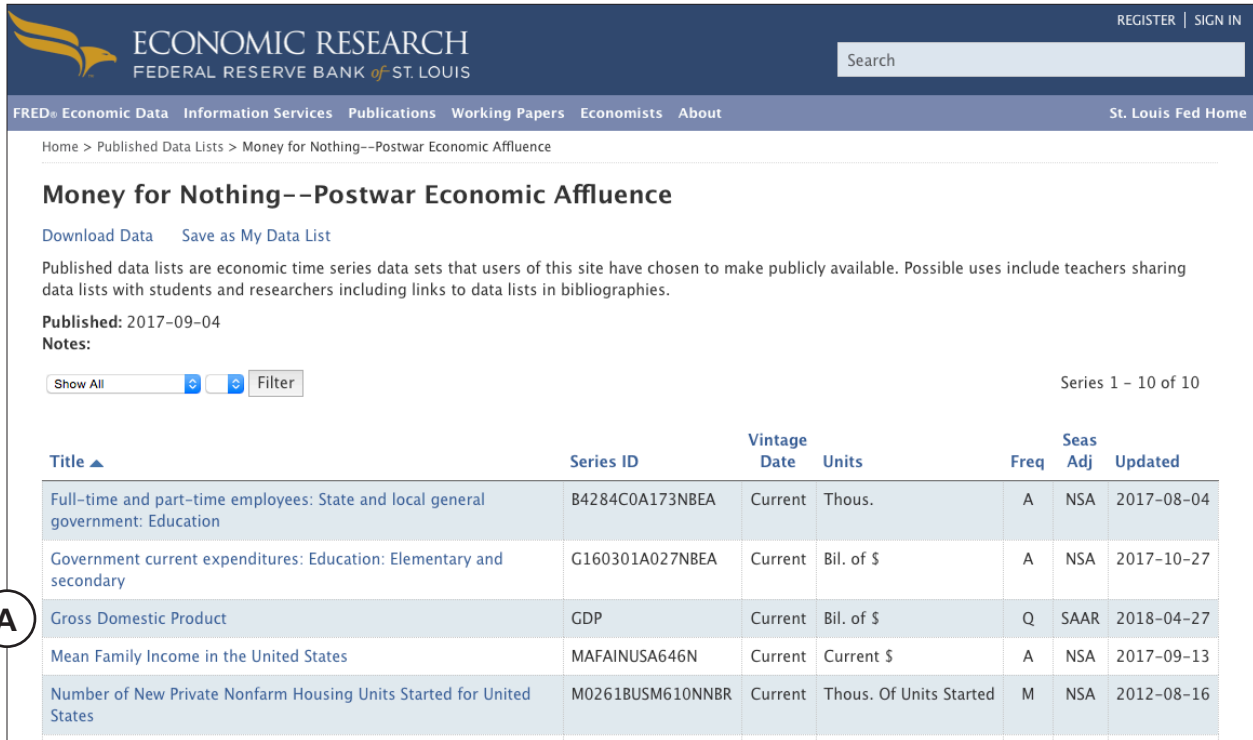 REGISTER | SIGN IN
ECONOMIC RESEARCH
FEDERAL RESERVE BANK of ST. LOUIS
Search
FRED® Economic Data Information Services Publications Working Papers Economists About St. Louis Fed Home
Home > Published Data Lists > Money for Nothing--Postwar Economic Affluence
Money for Nothing--Postwar Economic Affluence
Download Data Save as My Data List
Published data lists are economic time series data sets that users of this site have chosen to make publicly available. Possible uses include teachers sharing
data lists with students and researchers including links to data lists in bibliographies.
Published: 2017-09-04
Notes:
Show All Filter Series 1 - 10 of 10
Title Series ID Vintage Date Units Freq Seas Adj Updated
Full-time and part-time employees: State and local general B4284C0A173NBEA Current Thous. A NSA 2017-08-04
government: Education
Government current expenditures: Education: Elementary and G160301A027NBEA Current Bil. of $ A NSA 2017-10-27
secondary
A Gross Domestic Product GDP Current Bil. of $ Q SAAR 2018-04-27
Mean Family Income in the United States MAFAINUSA646N Current Current $ A NSA 2017-09-13
Number of New Private Nonfarm Housing Units Started for United M0261BUSM610NNBR Current Thous. Of Units Started M NSA 2012-08-16
States